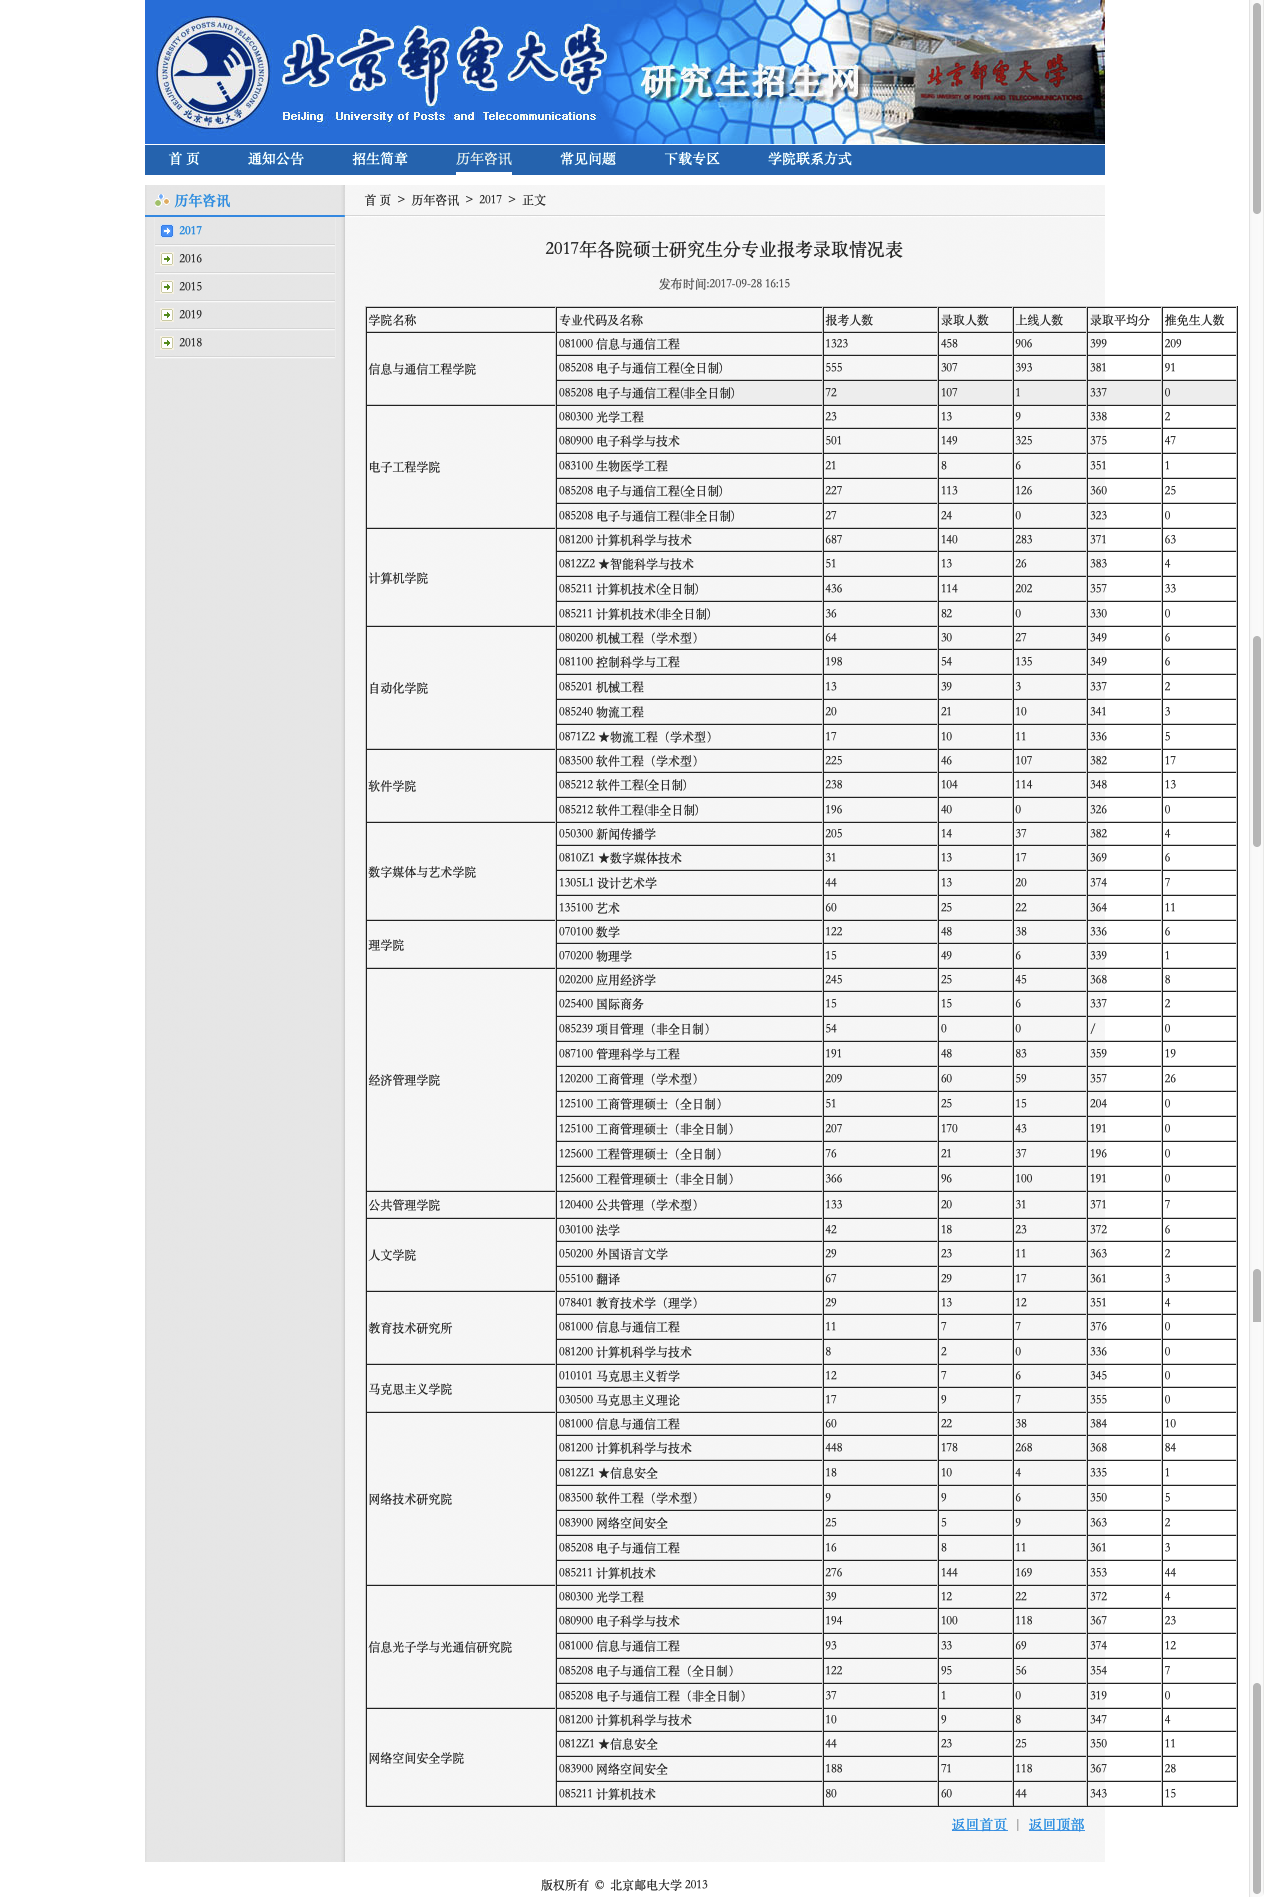 北京邮电大学
BeiJing University of Posts and Telecommunications
研究生招生网
北京邮电大学
首 页 通知公告 招生简章 历年咨讯 常见问题 下载专区 学院联系方式
历年咨讯
2017
2016
2015
2019
2018
首 页 > 历年咨讯 > 2017 > 正文
2017年各院硕士研究生分专业报考录取情况表
发布时间:2017-09-28 16:15
学院名称 专业代码及名称 报考人数 录取人数 上线人数 录取平均分 推免生人数
信息与通信工程学院 081000 信息与通信工程 1323 458 906 399 209
085208 电子与通信工程(全日制) 555 307 393 381 91
085208 电子与通信工程(非全日制) 72 107 1 337 0
电子工程学院 080300 光学工程 23 13 9 338 2
080900 电子科学与技术 501 149 325 375 47
083100 生物医学工程 21 8 6 351 1
085208 电子与通信工程(全日制) 227 113 126 360 25
085208 电子与通信工程(非全日制) 27 24 0 323 0
计算机学院 081200 计算机科学与技术 687 140 283 371 63
0812Z2 ★智能科学与技术 51 13 26 383 4
085211 计算机技术(全日制) 436 114 202 357 33
085211 计算机技术(非全日制) 36 82 0 330 0
自动化学院 080200 机械工程（学术型） 64 30 27 349 6
081100 控制科学与工程 198 54 135 349 6
085201 机械工程 13 39 3 337 2
085240 物流工程 20 21 10 341 3
0871Z2 ★物流工程（学术型） 17 10 11 336 5
软件学院 083500 软件工程（学术型） 225 46 107 382 17
085212 软件工程(全日制) 238 104 114 348 13
085212 软件工程(非全日制) 196 40 0 326 0
数字媒体与艺术学院 050300 新闻传播学 205 14 37 382 4
0810Z1 ★数字媒体技术 31 13 17 369 6
1305L1 设计艺术学 44 13 20 374 7
135100 艺术 60 25 22 364 11
理学院 070100 数学 122 48 38 336 6
070200 物理学 15 49 6 339 1
经济管理学院 020200 应用经济学 245 25 45 368 8
025400 国际商务 15 15 6 337 2
085239 项目管理（非全日制） 54 0 0 / 0
087100 管理科学与工程 191 48 83 359 19
120200 工商管理（学术型） 209 60 59 357 26
125100 工商管理硕士（全日制） 51 25 15 204 0
125100 工商管理硕士（非全日制） 207 170 43 191 0
125600 工程管理硕士（全日制） 76 21 37 196 0
125600 工程管理硕士（非全日制） 366 96 100 191 0
公共管理学院 120400 公共管理（学术型） 133 20 31 371 7
人文学院 030100 法学 42 18 23 372 6
050200 外国语言文学 29 23 11 363 2
055100 翻译 67 29 17 361 3
教育技术研究所 078401 教育技术学（理学） 29 13 12 351 4
081000 信息与通信工程 11 7 7 376 0
081200 计算机科学与技术 8 2 0 336 0
马克思主义学院 010101 马克思主义哲学 12 7 6 345 0
030500 马克思主义理论 17 9 7 355 0
网络技术研究院 081000 信息与通信工程 60 22 38 384 10
081200 计算机科学与技术 448 178 268 368 84
0812Z1 ★信息安全 18 10 4 335 1
083500 软件工程（学术型） 9 9 6 350 5
083900 网络空间安全 25 5 9 363 2
085208 电子与通信工程 16 8 11 361 3
085211 计算机技术 276 144 169 353 44
信息光子学与光通信研究院 080300 光学工程 39 12 22 372 4
080900 电子科学与技术 194 100 118 367 23
081000 信息与通信工程 93 33 69 374 12
085208 电子与通信工程（全日制） 122 95 56 354 7
085208 电子与通信工程（非全日制） 37 1 0 319 0
网络空间安全学院 081200 计算机科学与技术 10 9 8 347 4
0812Z1 ★信息安全 44 23 25 350 11
083900 网络空间安全 188 71 118 367 28
085211 计算机技术 80 60 44 343 15
返回首页 | 返回顶部
版权所有 © 北京邮电大学 2013